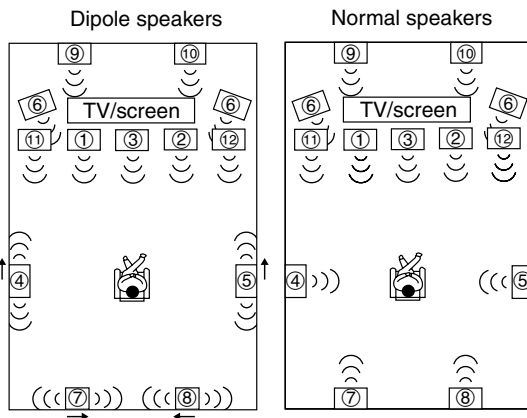 Dipole speakers Normal speakers
⑨ ⑩ ⑨ ⑩
⑥ TV/screen ⑥ ⑥ TV/screen ⑥
⑪ ① ③ ② ⑫ ⑪ ① ③ ② ⑫
④ ⑤ ④ ⑤
⑦ ⑧ ⑦ ⑧